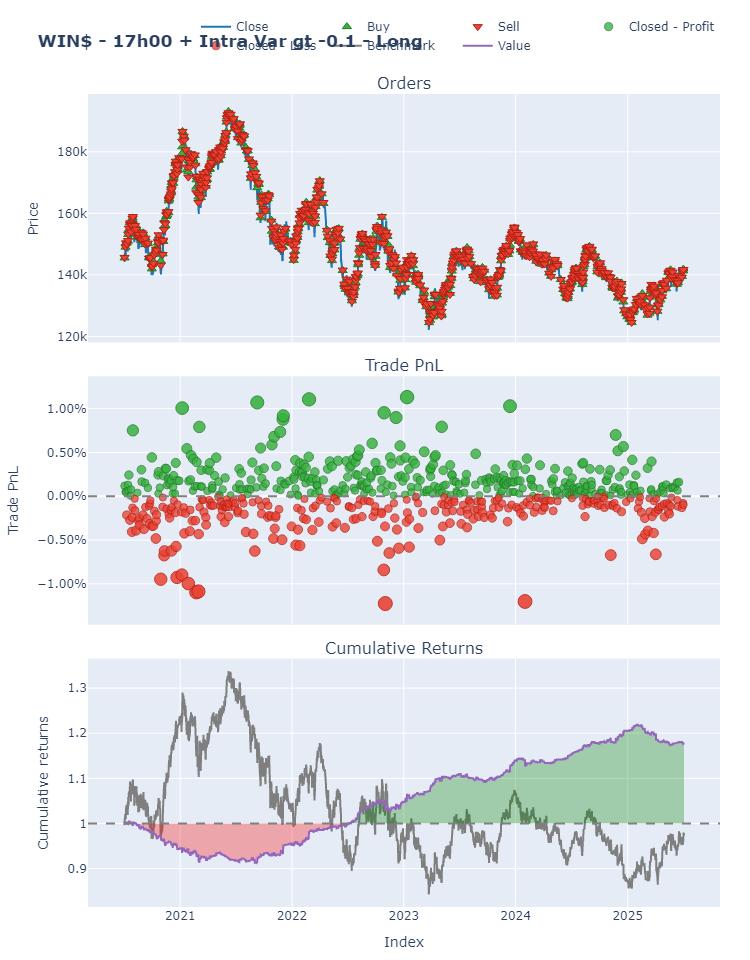 Close Buy Sell Closed - Profit
WIN$ - 17h00 + Intra Var gt -0.1 - Long
Closed - Loss Benchmark Value
Orders
180k
160k
140k
120k
Price
2021 2022 2023 2024 2025
Trade PnL
1.00%
0.50%
0.00%
−0.50%
−1.00%
Trade PnL
Cumulative Returns
1.3
1.2
1.1
1
0.9
Cumulative returns
Index